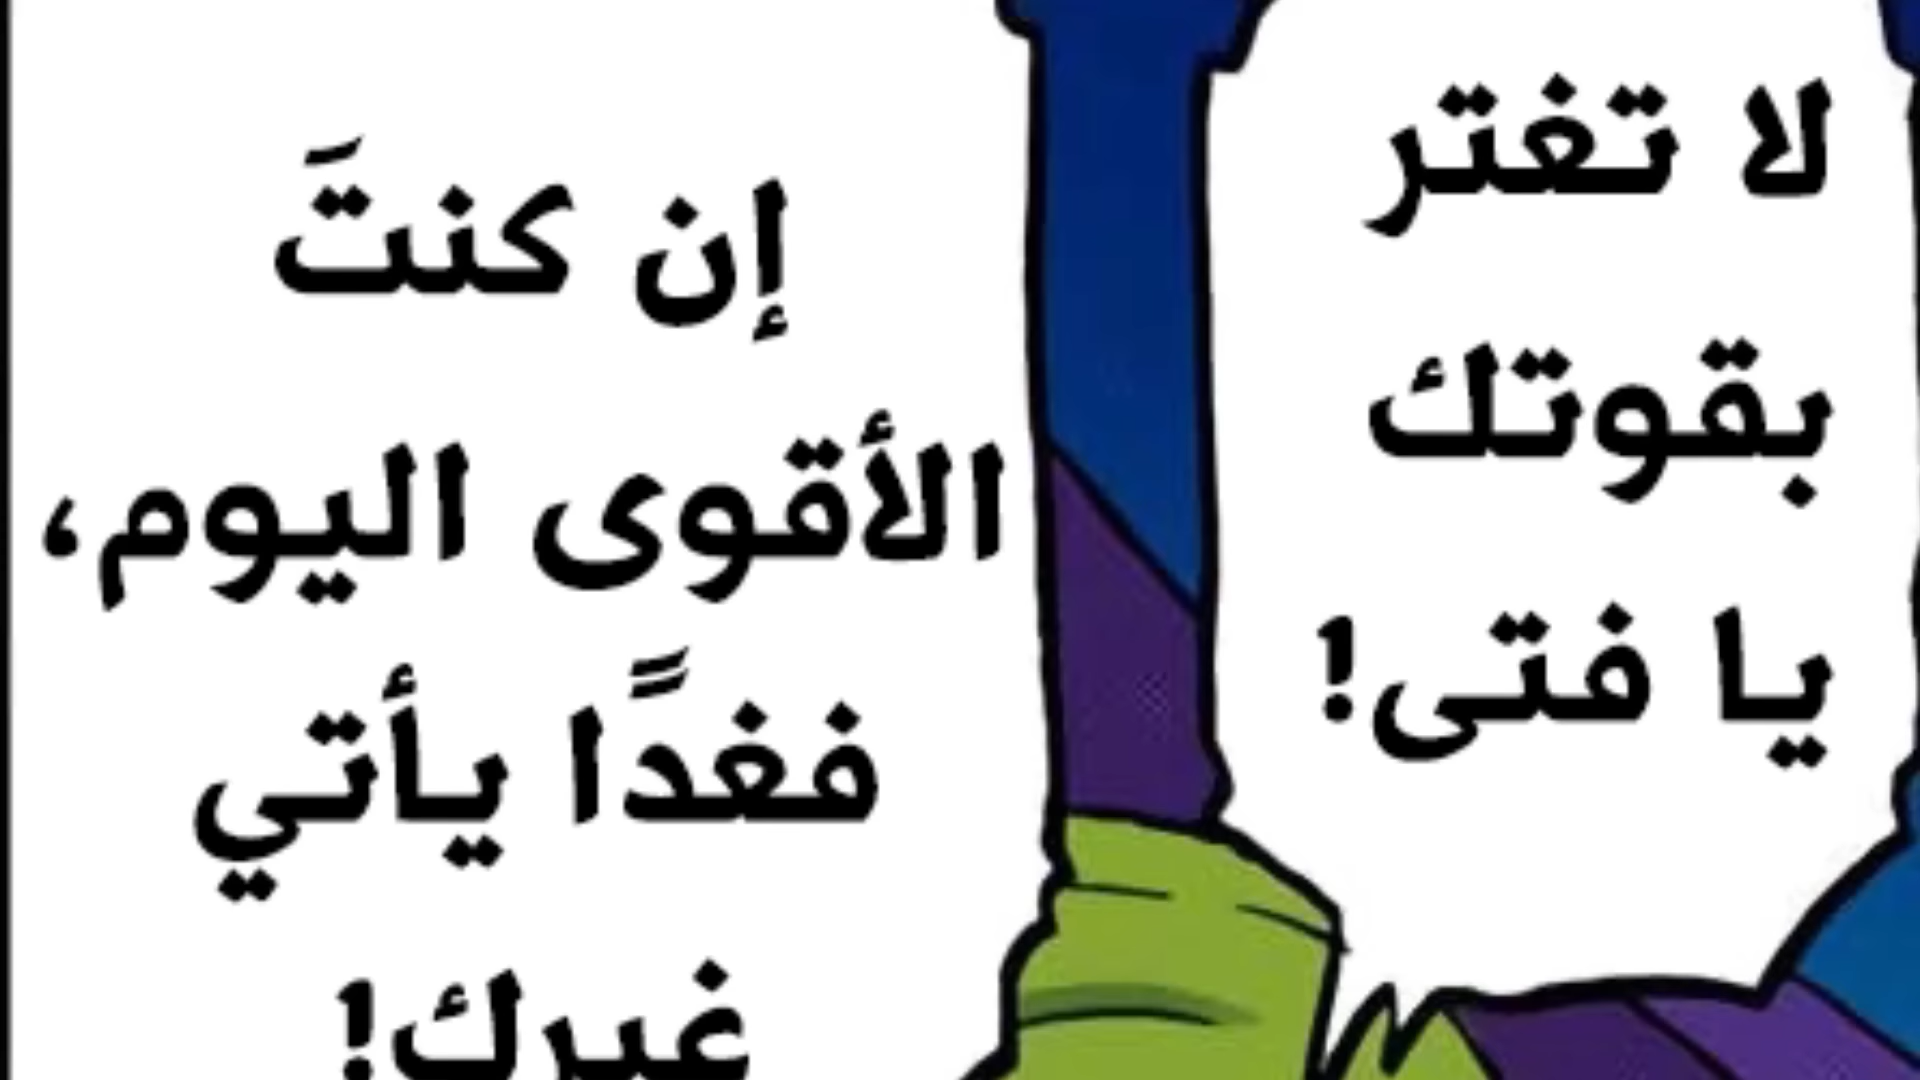 لا تغتر
بقوتك
يا فتى!
إن كنتَ
الأقوى اليوم،
فغدًا يأتي
غيرك!